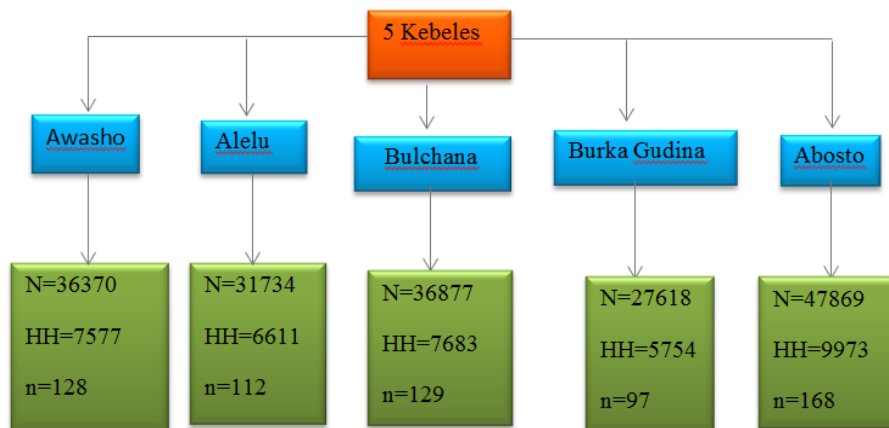 5 Kebeles
Awasho
Alelu
Bulchana
Burka Gudina
Abosto
N=36370
HH=7577
n=128
N=31734
HH=6611
n=112
N=36877
HH=7683
n=129
N=27618
HH=5754
n=97
N=47869
HH=9973
n=168